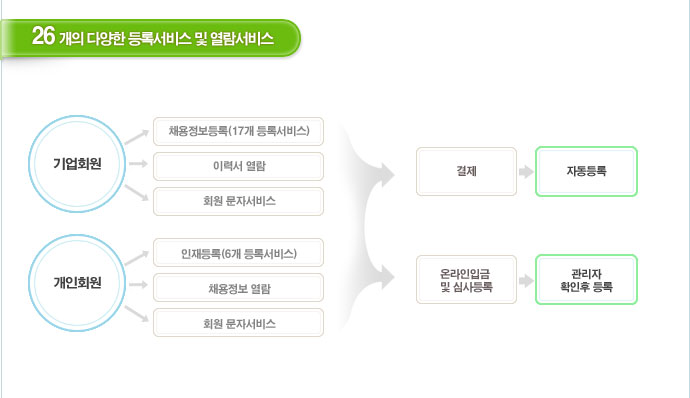 26 개의 다양한 등록서비스 및 열람서비스
기업회원
채용정보등록(17개 등록서비스)
이력서 열람
회원 문자서비스
개인회원
인재등록(6개 등록서비스)
채용정보 열람
회원 문자서비스
결제
자동등록
온라인입금
및 심사등록
관리자
확인후 등록